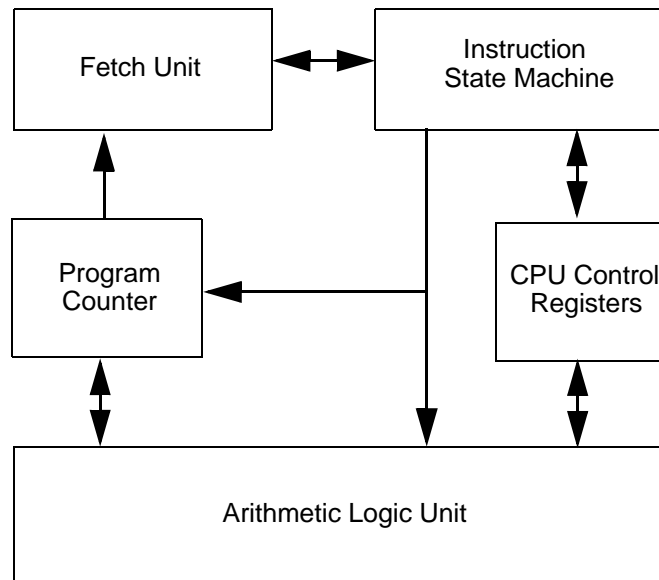 Fetch Unit
Instruction
State Machine
Program
Counter
CPU Control
Registers
Arithmetic Logic Unit